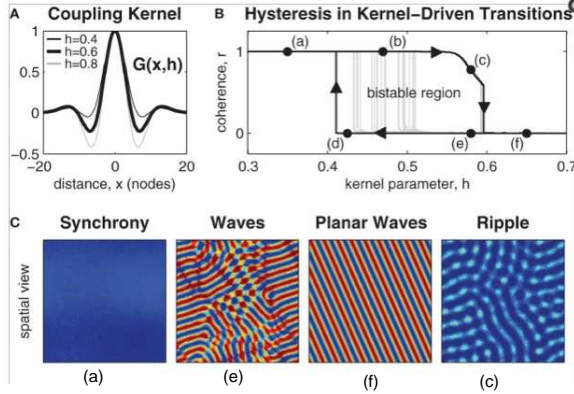 A Coupling Kernel
h=0.4
h=0.6
h=0.8
G(x,h)
1
0.5
0
−0.5
−20 −10 0 10 20
distance, x (nodes)
B Hysteresis in Kernel−Driven Transitions
(a) (b) (c)
bistable region
(d) (e) (f)
1
0
coherence, r
0.3 0.4 0.5 0.6 0.7
kernel parameter, h
C Synchrony Waves Planar Waves Ripple
spatial view
(a) (e) (f) (c)